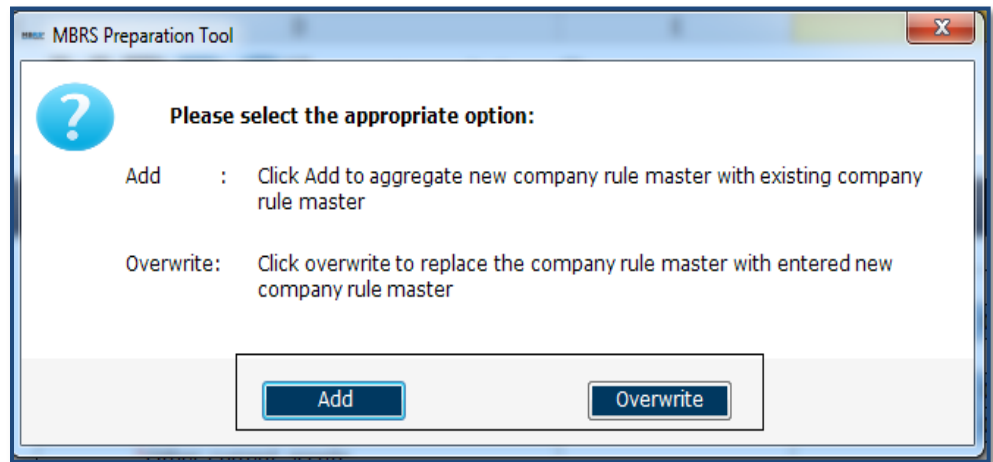 MBRS Preparation Tool
X
?
Please select the appropriate option:
Add : Click Add to aggregate new company rule master with existing company
rule master
Overwrite: Click overwrite to replace the company rule master with entered new
company rule master
Add Overwrite